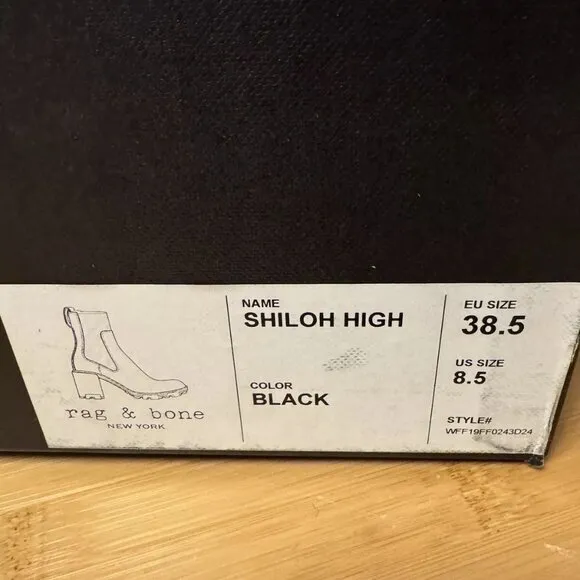 rag & bone
NEW YORK
NAME
SHILOH HIGH
COLOR
BLACK
EU SIZE
38.5
US SIZE
8.5
STYLE#
WFF19FF0243D24